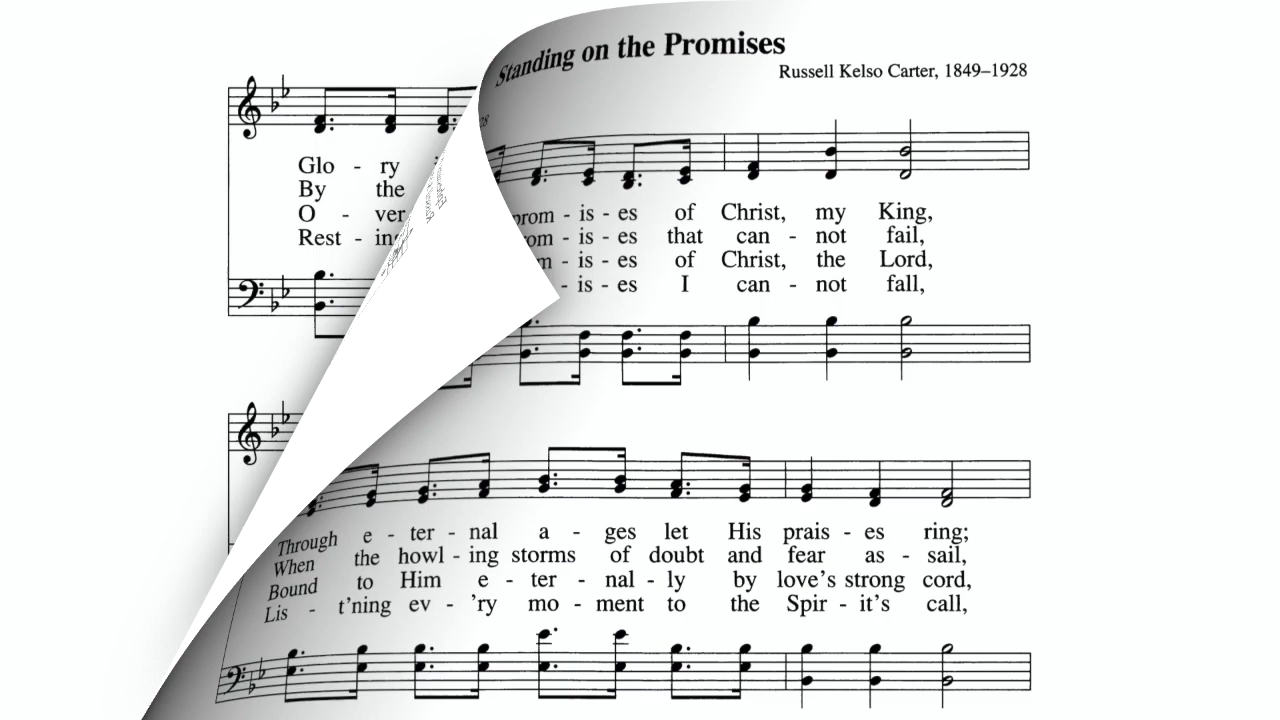 Standing on the Promises
Russell Kelso Carter, 1849–1928
28
Glo - ry
By the
O - ver
Rest - ing
prom - is - es of Christ, my King,
rom - is - es that can - not fail,
m - is - es of Christ, the Lord,
- is - es I can - not fall,
Through e - ter - nal a - ges let His prais - es ring;
When the howl - ing storms of doubt and fear as - sail,
Bound to Him e - ter - nal - ly by love's strong cord,
Lis - t'ning ev - 'ry mo - ment to the Spir - it's call,